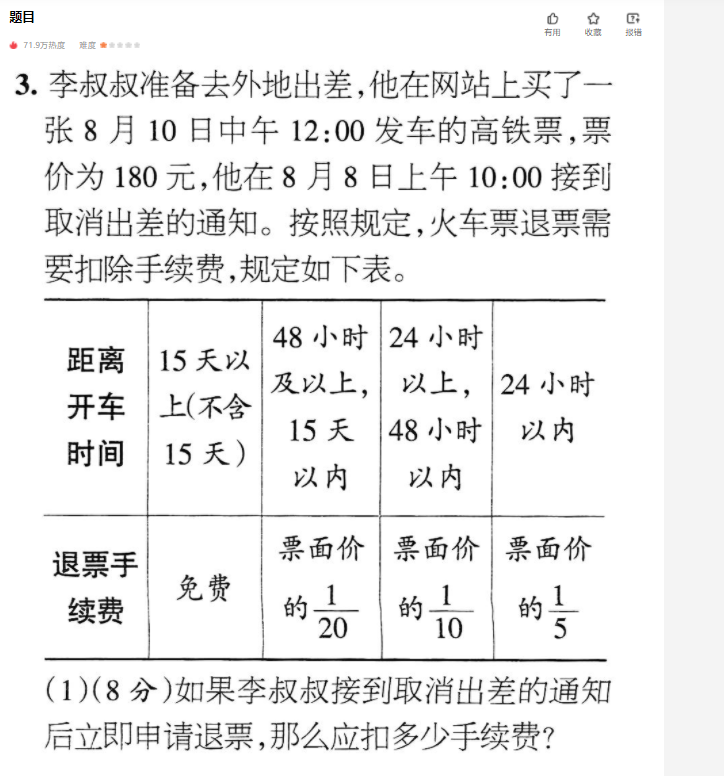 题目
有用 收藏 报错
71.9万热度 难度
3. 李叔叔准备去外地出差,他在网站上买了一
张 8 月 10 日中午 12:00 发车的高铁票,票
价为 180 元,他在 8 月 8 日上午 10:00 接到
取消出差的通知。按照规定,火车票退票需
要扣除手续费,规定如下表。
距离
开车
时间
15 天以
上(不含
15 天)
48 小时
及以上,
15 天
以内
24 小时
以上,
48 小时
以内
24 小时
以内
退票手
续费
免费
票面价
的 1/20
票面价
的 1/10
票面价
的 1/5
(1)(8 分)如果李叔叔接到取消出差的通知
后立即申请退票,那么应扣多少手续费?